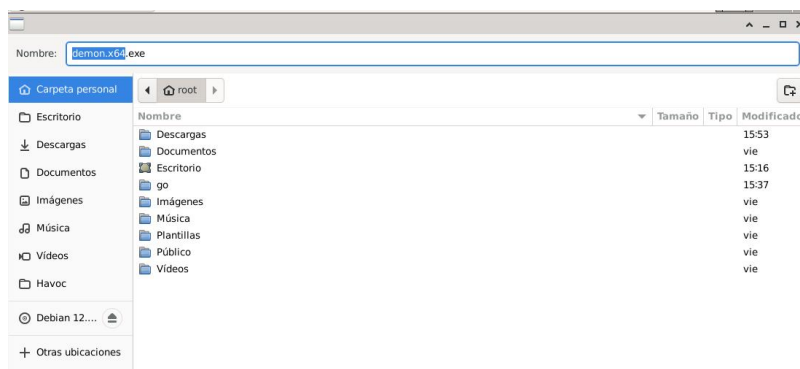 Nombre: demon.x64.exe
Carpeta personal
root
Escritorio
Descargas
Documentos
Imágenes
Música
Vídeos
Havoc
Debian 12....
Otras ubicaciones
Nombre Tamaño Tipo Modificado
Descargas 15:53
Documentos vie
Escritorio 15:16
go 15:37
Imágenes vie
Música vie
Plantillas vie
Público vie
Vídeos vie